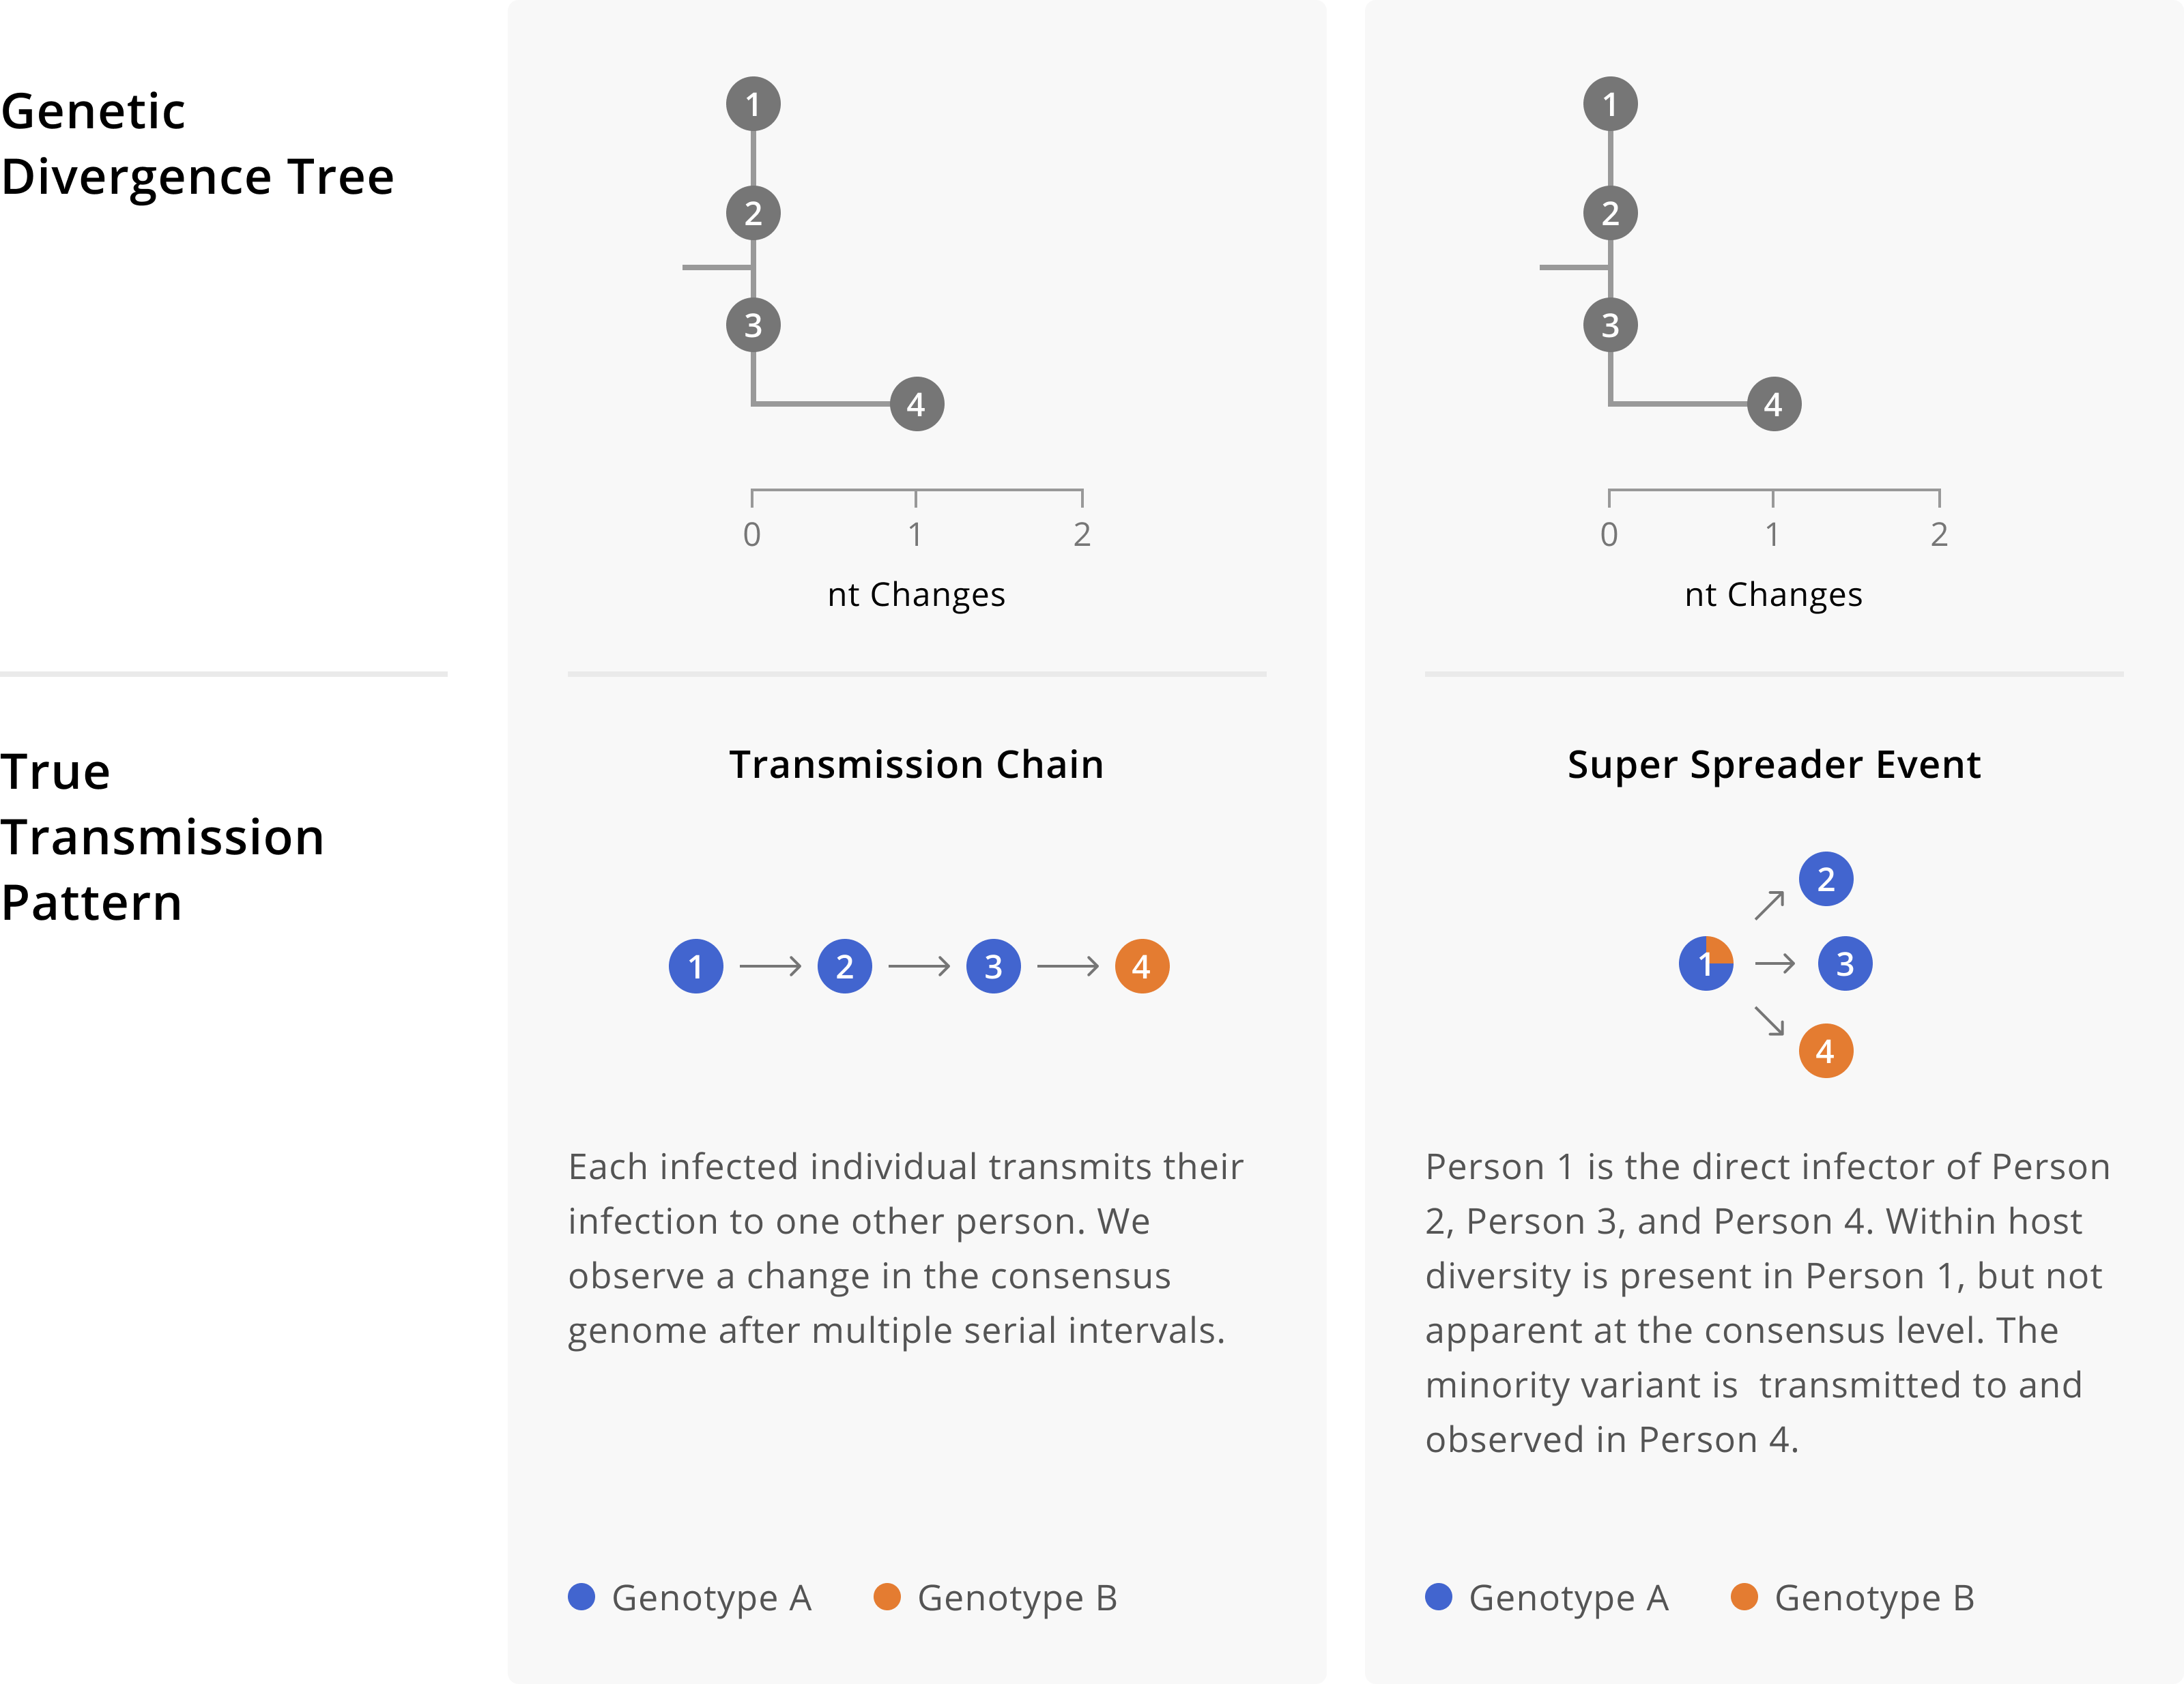 Genetic
Divergence Tree
1
2
3
4
0 1 2
nt Changes
1
2
3
4
0 1 2
nt Changes
True
Transmission
Pattern
Transmission Chain
1 2 3 4
Each infected individual transmits their
infection to one other person. We
observe a change in the consensus
genome after multiple serial intervals.
Genotype A Genotype B
Super Spreader Event
2
1 3
4
Person 1 is the direct infector of Person
2, Person 3, and Person 4. Within host
diversity is present in Person 1, but not
apparent at the consensus level. The
minority variant is  transmitted to and
observed in Person 4.
Genotype A Genotype B